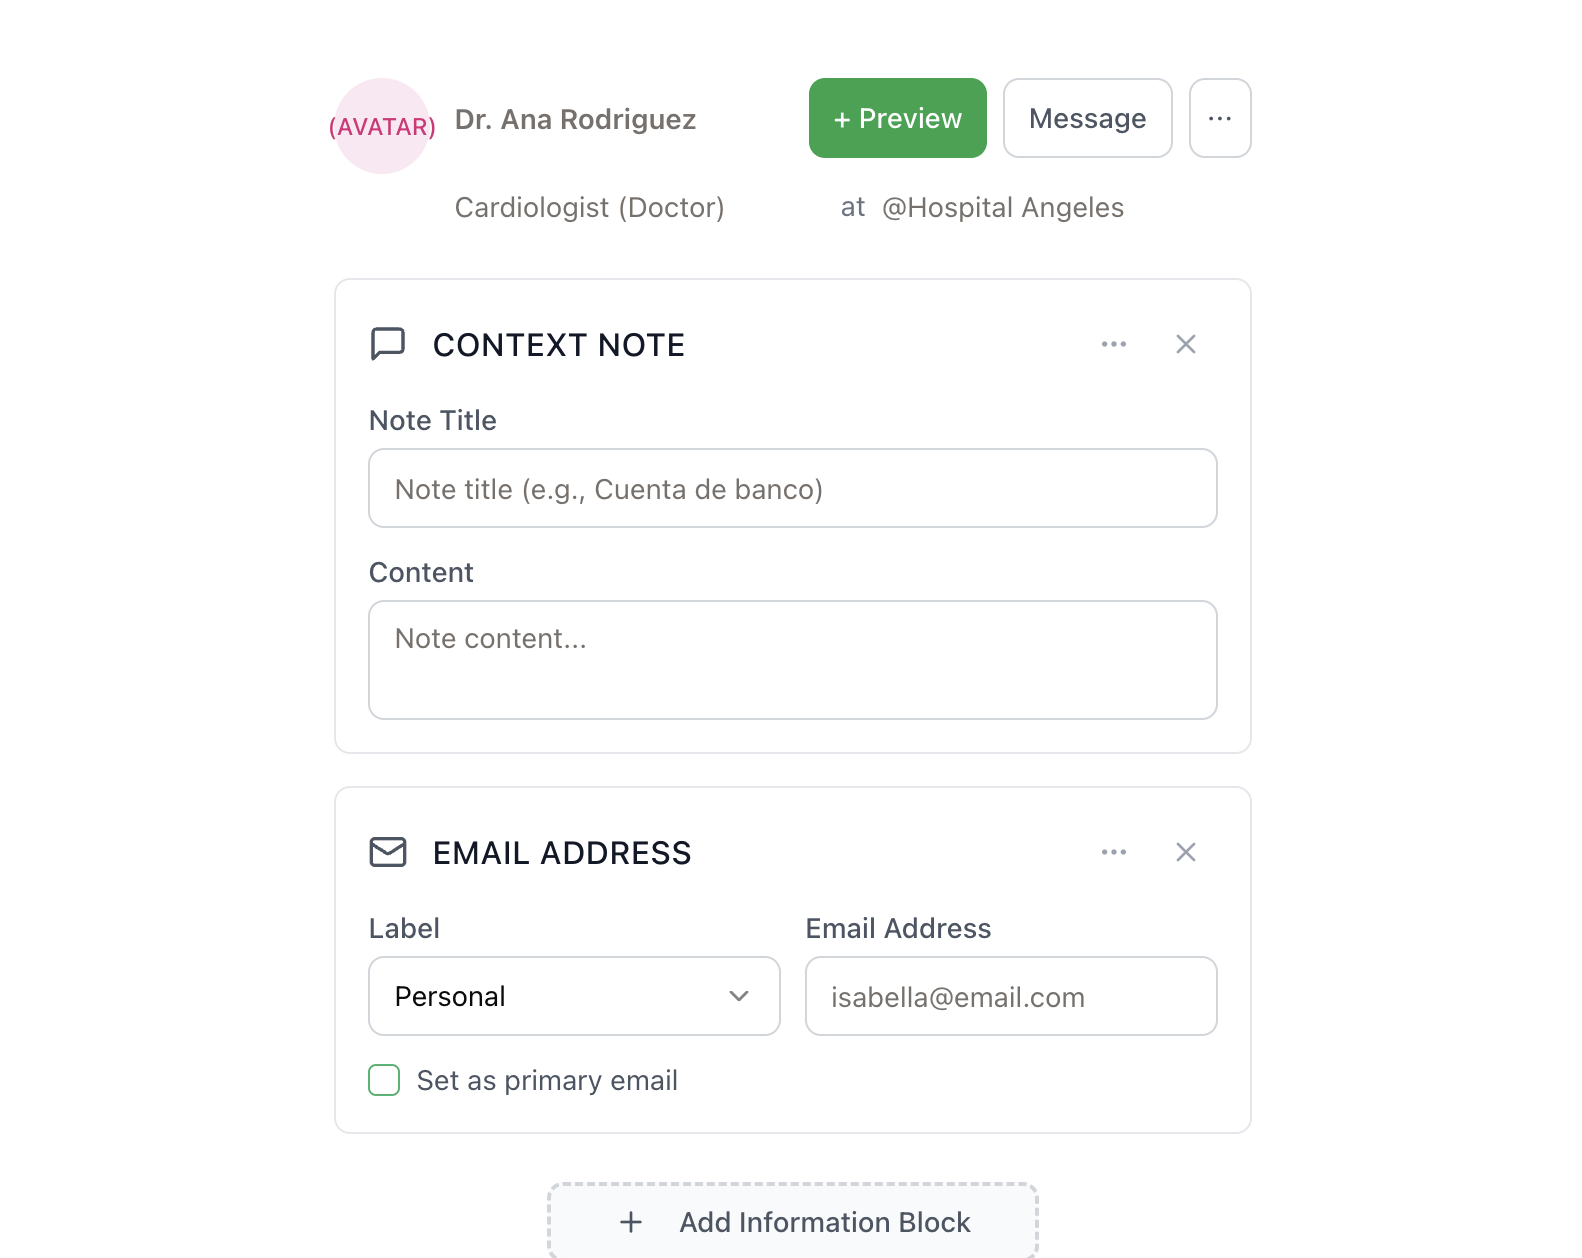 (AVATAR)
Dr. Ana Rodriguez
+ Preview
Message
...
Cardiologist (Doctor)
at @Hospital Angeles
CONTEXT NOTE
Note Title
Note title (e.g., Cuenta de banco)
Content
Note content...
EMAIL ADDRESS
Label
Email Address
Personal
isabella@email.com
Set as primary email
+ Add Information Block